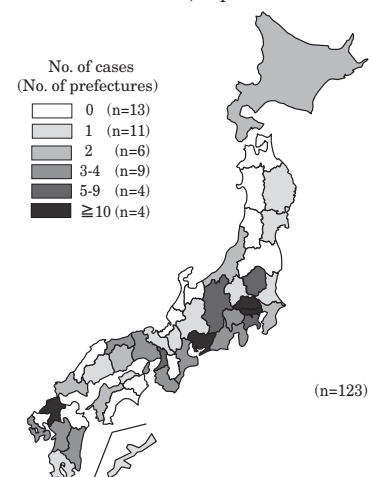 No. of cases
(No. of prefectures)
0 (n=13)
1 (n=11)
2 (n=6)
3-4 (n=9)
5-9 (n=4)
≧10 (n=4)
(n=123)